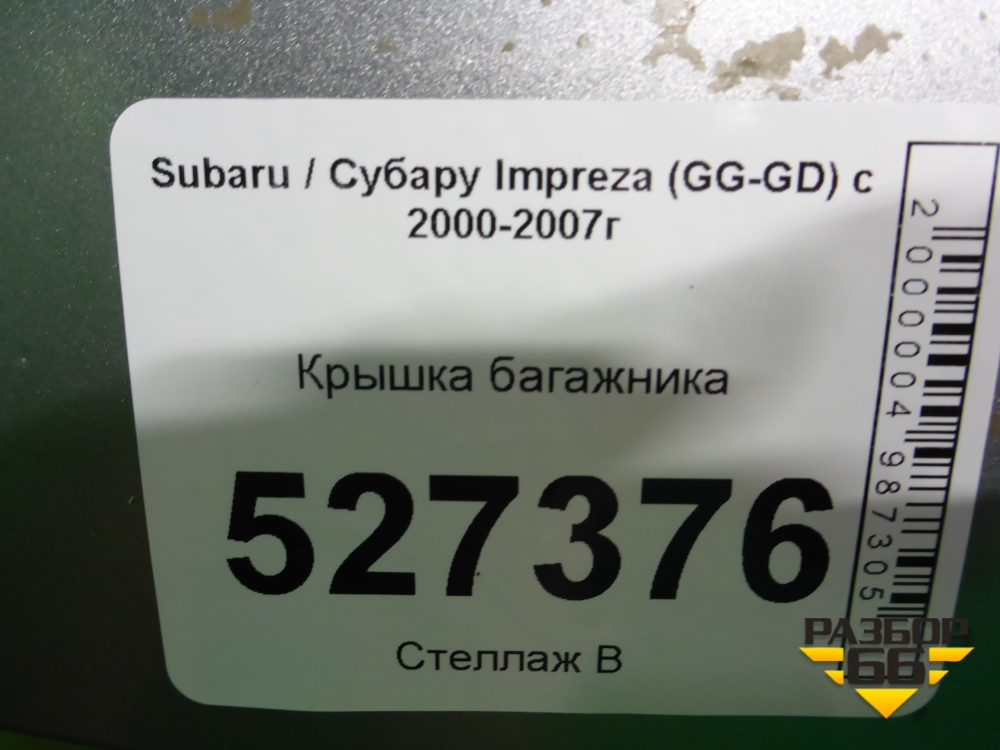 Subaru / Субару Impreza (GG-GD) с
2000-2007г
Крышка багажника
527376
Стеллаж В
2000004987305
РАЗБОР
66